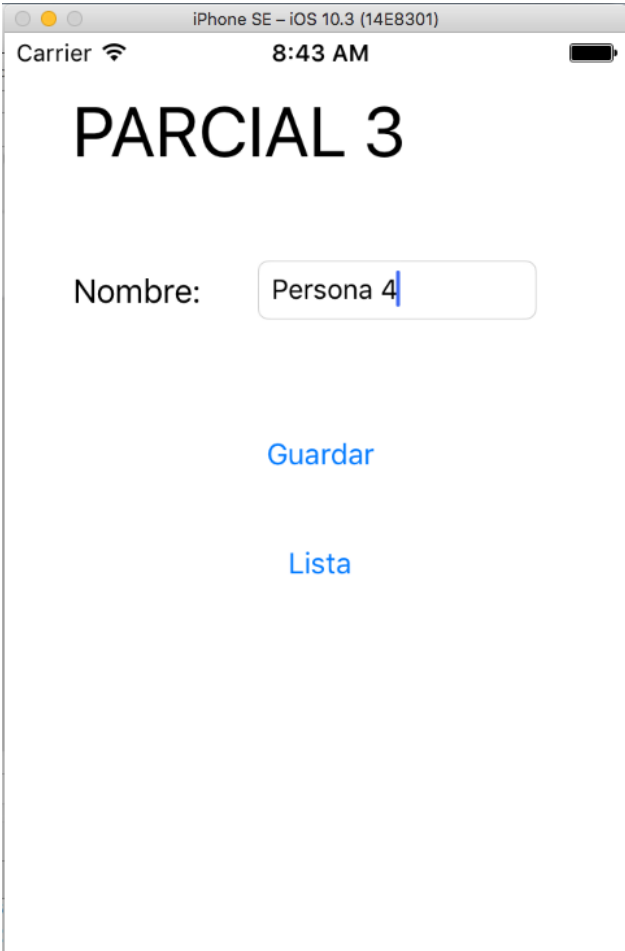 iPhone SE – iOS 10.3 (14E8301)
Carrier 8:43 AM
PARCIAL 3
Nombre: Persona 4
Guardar
Lista